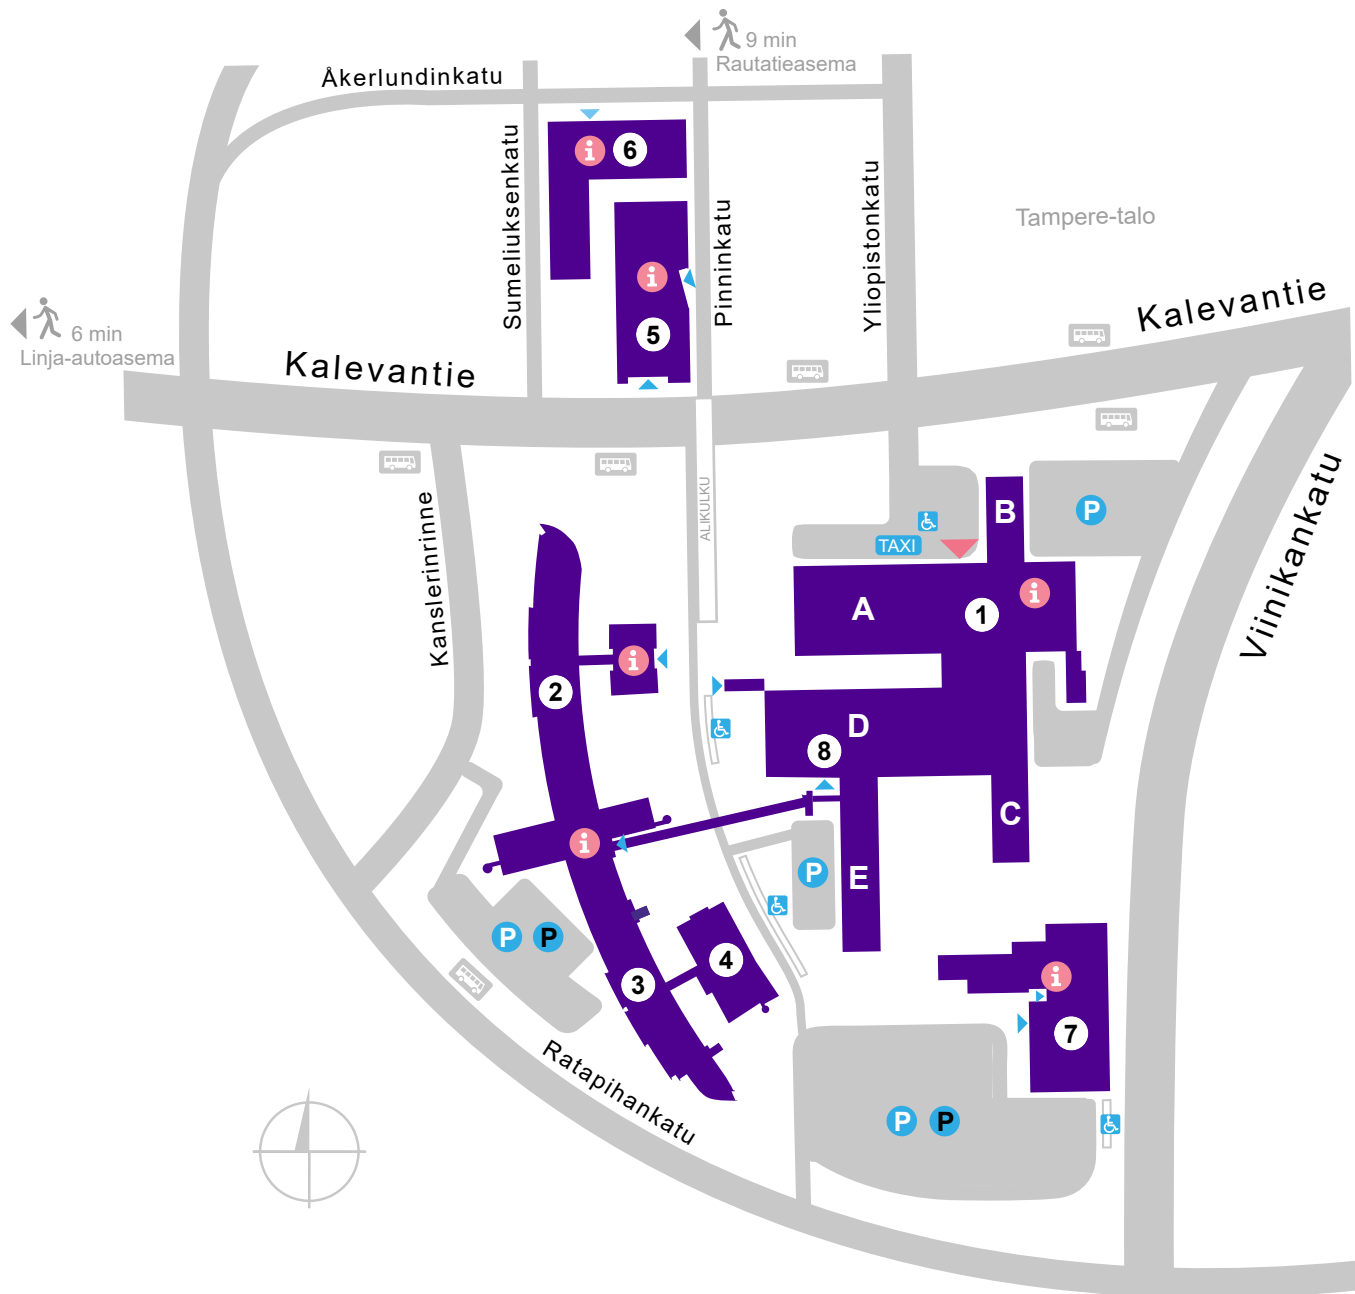 9 min
Rautatieasema
Åkerlundinkatu
Sumeliuksenkatu
i 6
Pinninkatu
Yliopistonkatu
Tampere-talo
i
5
6 min
Linja-autoasema
Kalevantie
Kalevantie
Kanslerinrinne
ALIKULKU
Viinikankatu
B
P
TAXI
A
1
i
2
i
D
8
C
i
P
E
P P
3
4
i
7
Ratapihankatu
P P